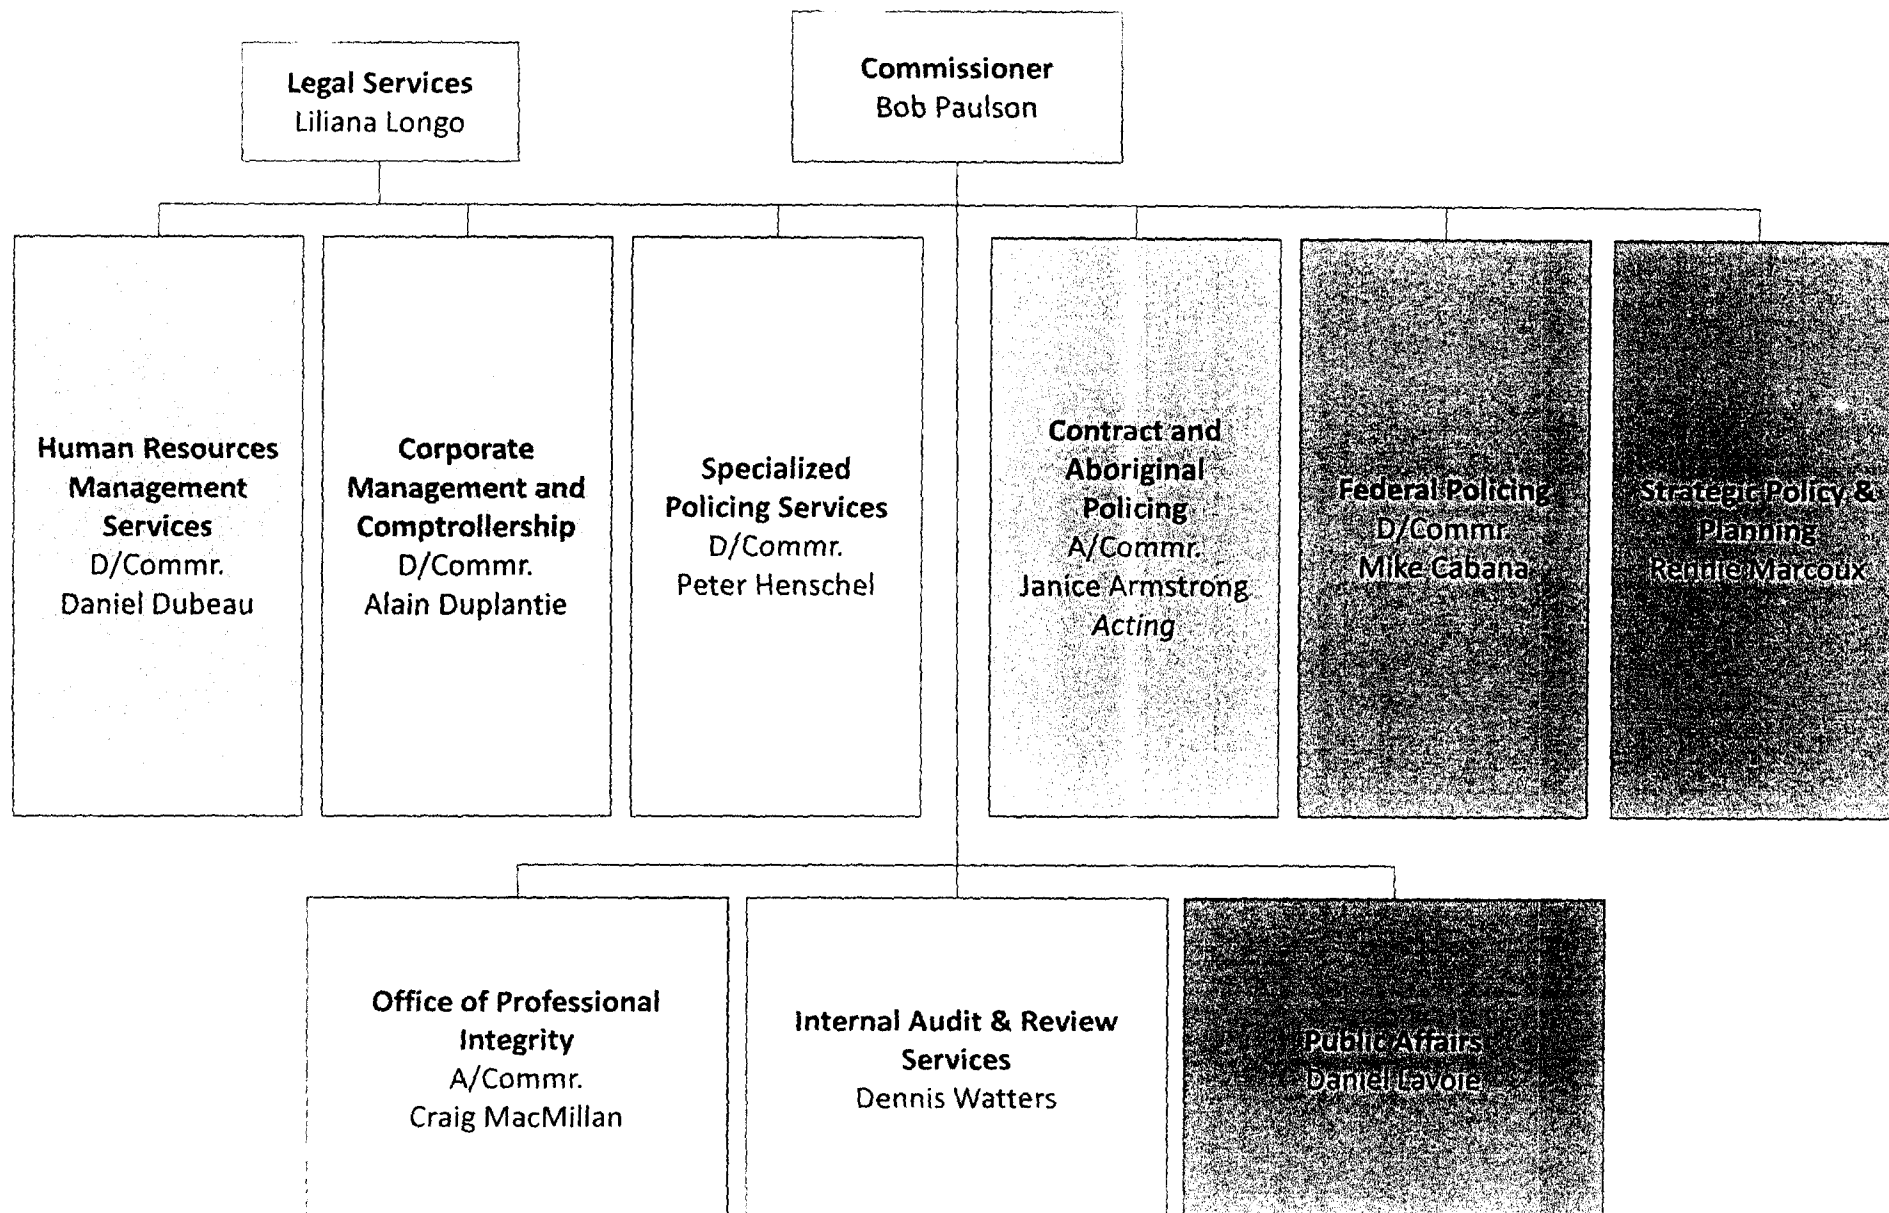 Legal Services
Liliana Longo
Commissioner
Bob Paulson
Human Resources
Management
Services
D/Commr.
Daniel Dubeau
Corporate
Management and
Comptrollership
D/Commr.
Alain Duplantie
Specialized
Policing Services
D/Commr.
Peter Henschel
Contract and
Aboriginal
Policing
A/Commr.
Janice Armstrong
Acting
Federal Policing
D/Commr.
Mike Cabana
Strategic Policy &
Planning
Rennie Marcoux
Office of Professional
Integrity
A/Commr.
Craig MacMillan
Internal Audit & Review
Services
Dennis Watters
Public Affairs
Daniel Lavoie